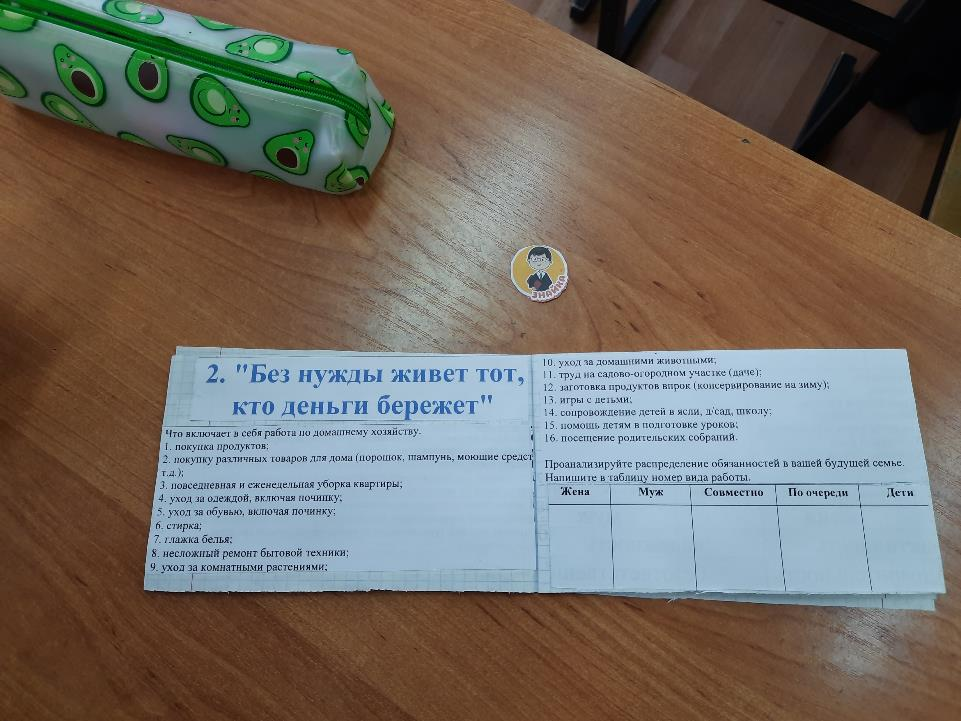 ЗНАЙКА
2. "Без нужды живет тот,
кто деньги бережет"
Что включает в себя работа по домашнему хозяйству.
1. покупка продуктов;
2. покупку различных товаров для дома (порошок, шампунь, моющие средст
т.д.);
3. повседневная и еженедельная уборка квартиры;
4. уход за одеждой, включая починку;
5. уход за обувью, включая починку;
6. стирка;
7. глажка белья;
8. несложный ремонт бытовой техники;
9. уход за комнатными растениями;
10. уход за домашними животными;
11. труд на садово-огородном участке (даче);
12. заготовка продуктов впрок (консервирование на зиму);
13. игры с детьми;
14. сопровождение детей в ясли, д/сад, школу;
15. помощь детям в подготовке уроков;
16. посещение родительских собраний.
Проанализируйте распределение обязанностей в вашей будущей семье.
Напишите в таблицу номер вида работы.
Жена Муж Совместно По очереди Дети